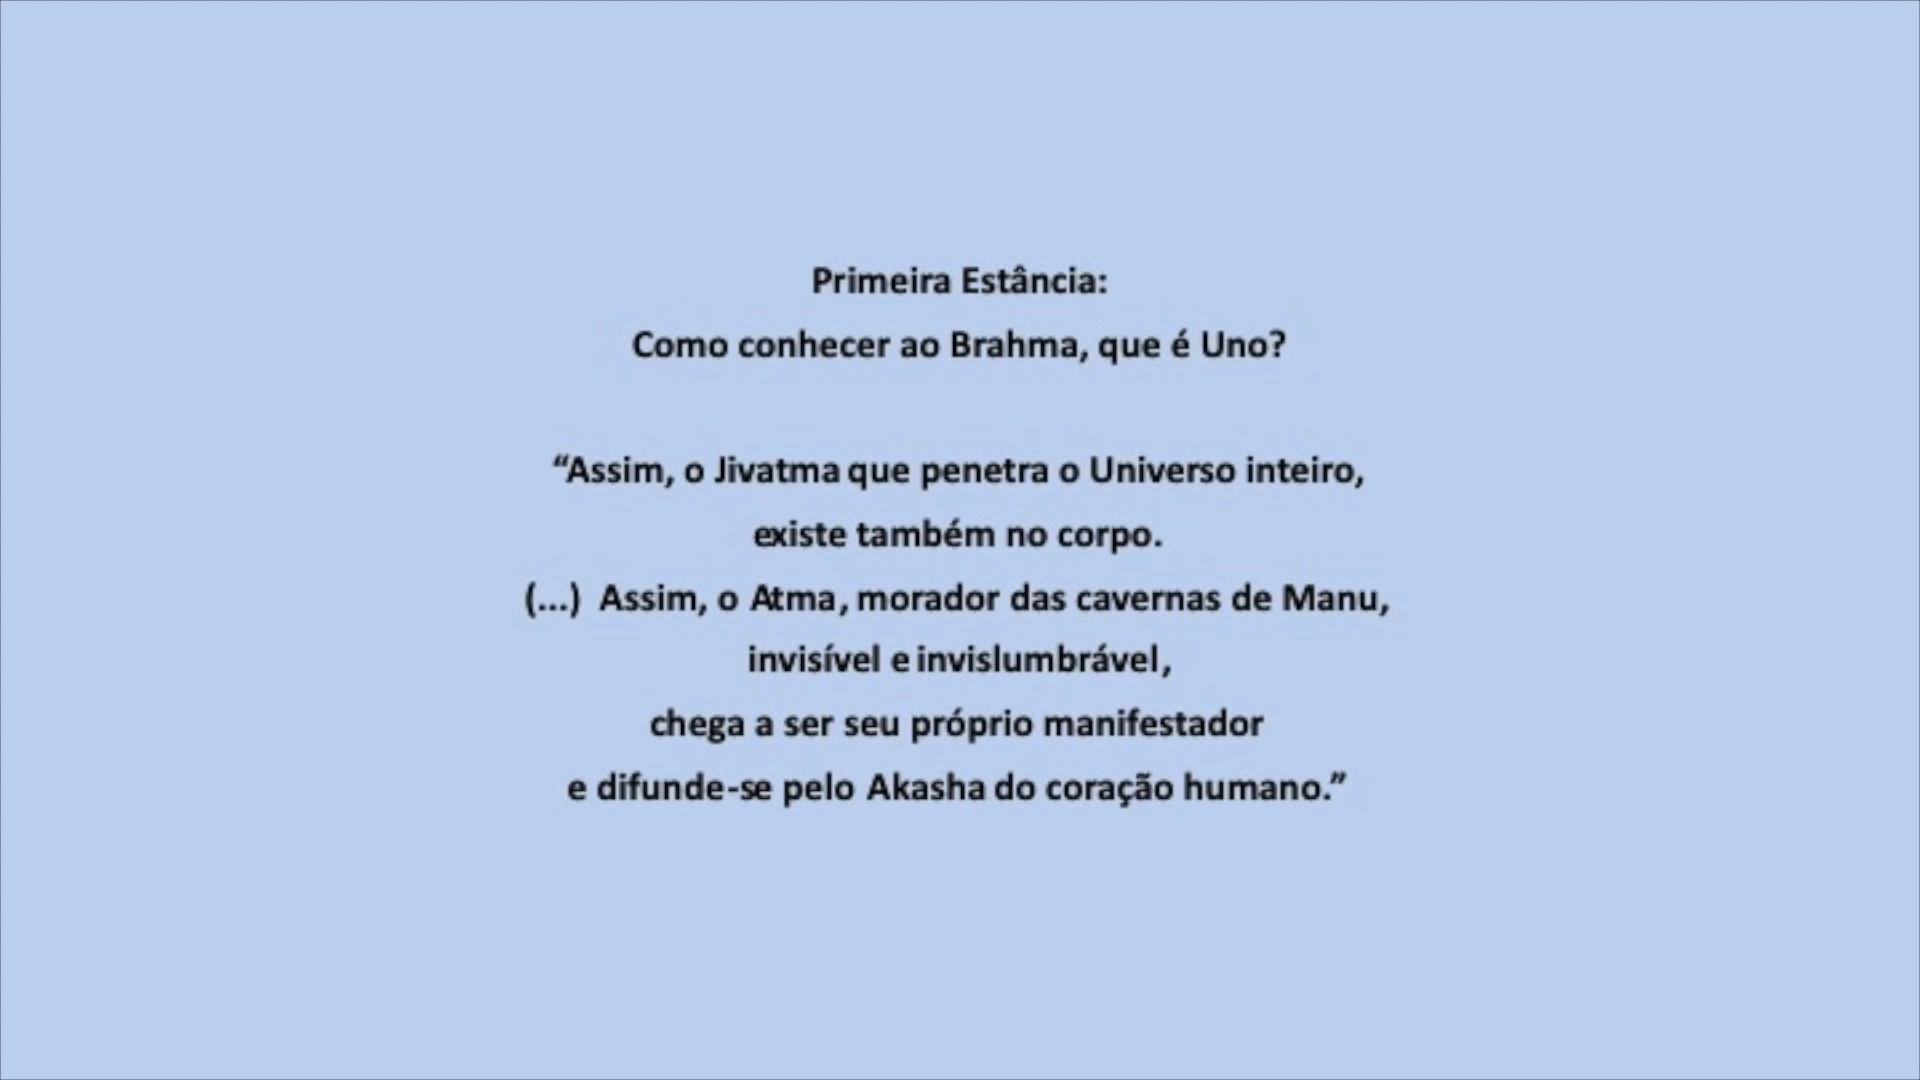 Primeira Estância:
Como conhecer ao Brahma, que é Uno?
“Assim, o Jivatma que penetra o Universo inteiro,
existe também no corpo.
(...) Assim, o Atma, morador das cavernas de Manu,
invisível e invislumbrável,
chega a ser seu próprio manifestador
e difunde-se pelo Akasha do coração humano.”